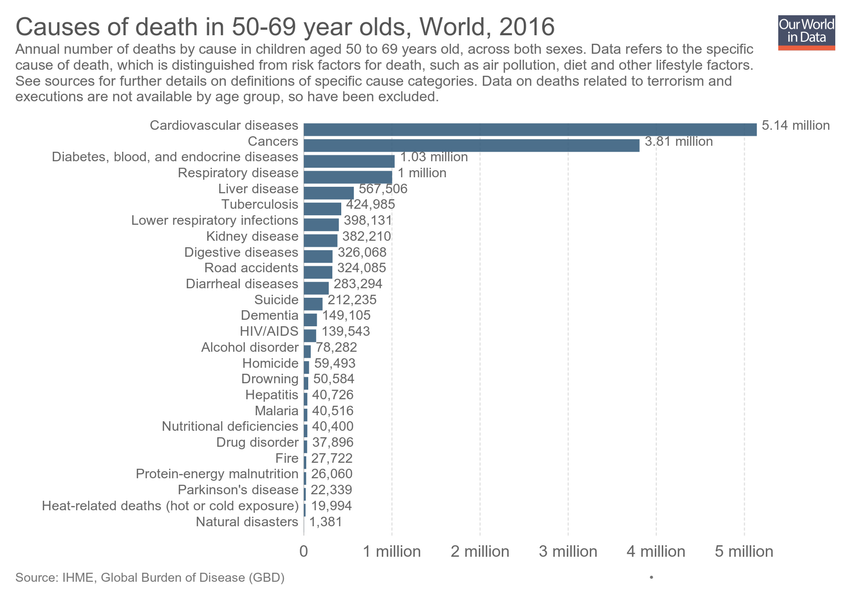 Causes of death in 50-69 year olds, World, 2016
Our World
in Data
Annual number of deaths by cause in children aged 50 to 69 years old, across both sexes. Data refers to the specific
cause of death, which is distinguished from risk factors for death, such as air pollution, diet and other lifestyle factors.
See sources for further details on definitions of specific cause categories. Data on deaths related to terrorism and
executions are not available by age group, so have been excluded.
Cardiovascular diseases 5.14 million
Cancers 3.81 million
Diabetes, blood, and endocrine diseases 1.03 million
Respiratory disease 1 million
Liver disease 567,506
Tuberculosis 424,985
Lower respiratory infections 398,131
Kidney disease 382,210
Digestive diseases 326,068
Road accidents 324,085
Diarrheal diseases 283,294
Suicide 212,235
Dementia 149,105
HIV/AIDS 139,543
Alcohol disorder 78,282
Homicide 59,493
Drowning 50,584
Hepatitis 40,726
Malaria 40,516
Nutritional deficiencies 40,400
Drug disorder 37,896
Fire 27,722
Protein-energy malnutrition 26,060
Parkinson's disease 22,339
Heat-related deaths (hot or cold exposure) 19,994
Natural disasters 1,381
0 1 million 2 million 3 million 4 million 5 million
Source: IHME, Global Burden of Disease (GBD)